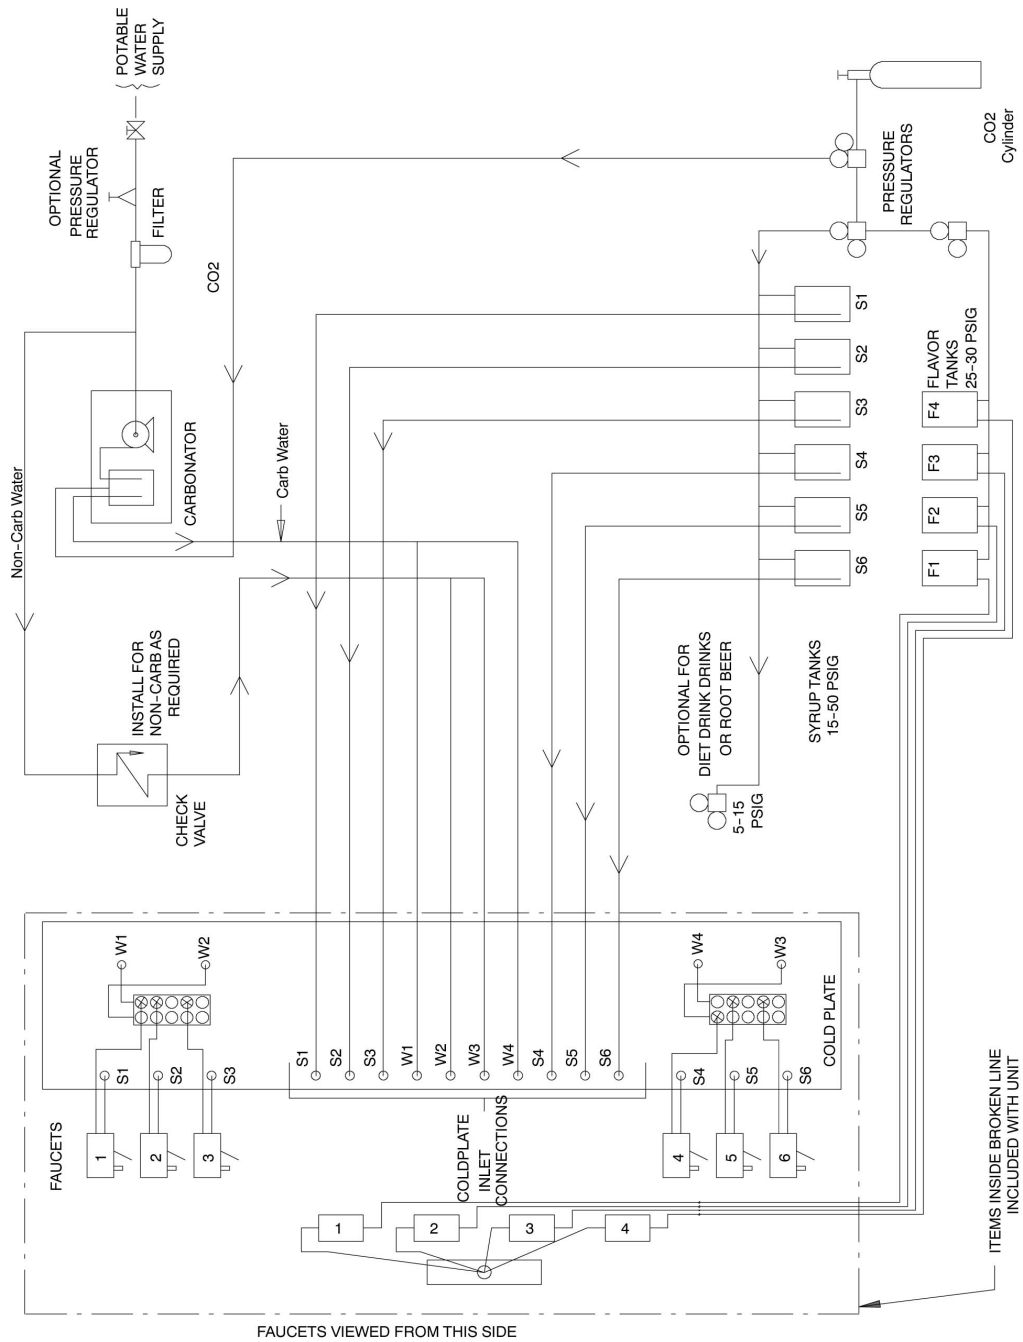 POTABLE
WATER
SUPPLY
OPTIONAL
PRESSURE
REGULATOR
FILTER
CO2
Non-Carb Water
CARBONATOR
Carb Water
INSTALL FOR
NON-CARB AS
REQUIRED
CHECK
VALVE
CO2
Cylinder
PRESSURE
REGULATORS
S1
S2
S3
S4
S5
S6
FLAVOR
TANKS
25-30 PSIG
F4
F3
F2
F1
SYRUP TANKS
15-50 PSIG
OPTIONAL FOR
DIET DRINK DRINKS
OR ROOT BEER
5-15
PSIG
W1
W2
S1
S2
S3
FAUCETS
1
2
3
S1
S2
S3
W1
W2
W3
W4
S4
S5
S6
COLDPLATE
INLET
CONNECTIONS
W4
W3
S4
S5
S6
4
5
6
COLD PLATE
1
2
3
4
ITEMS INSIDE BROKEN LINE
INCLUDED WITH UNIT
FAUCETS VIEWED FROM THIS SIDE